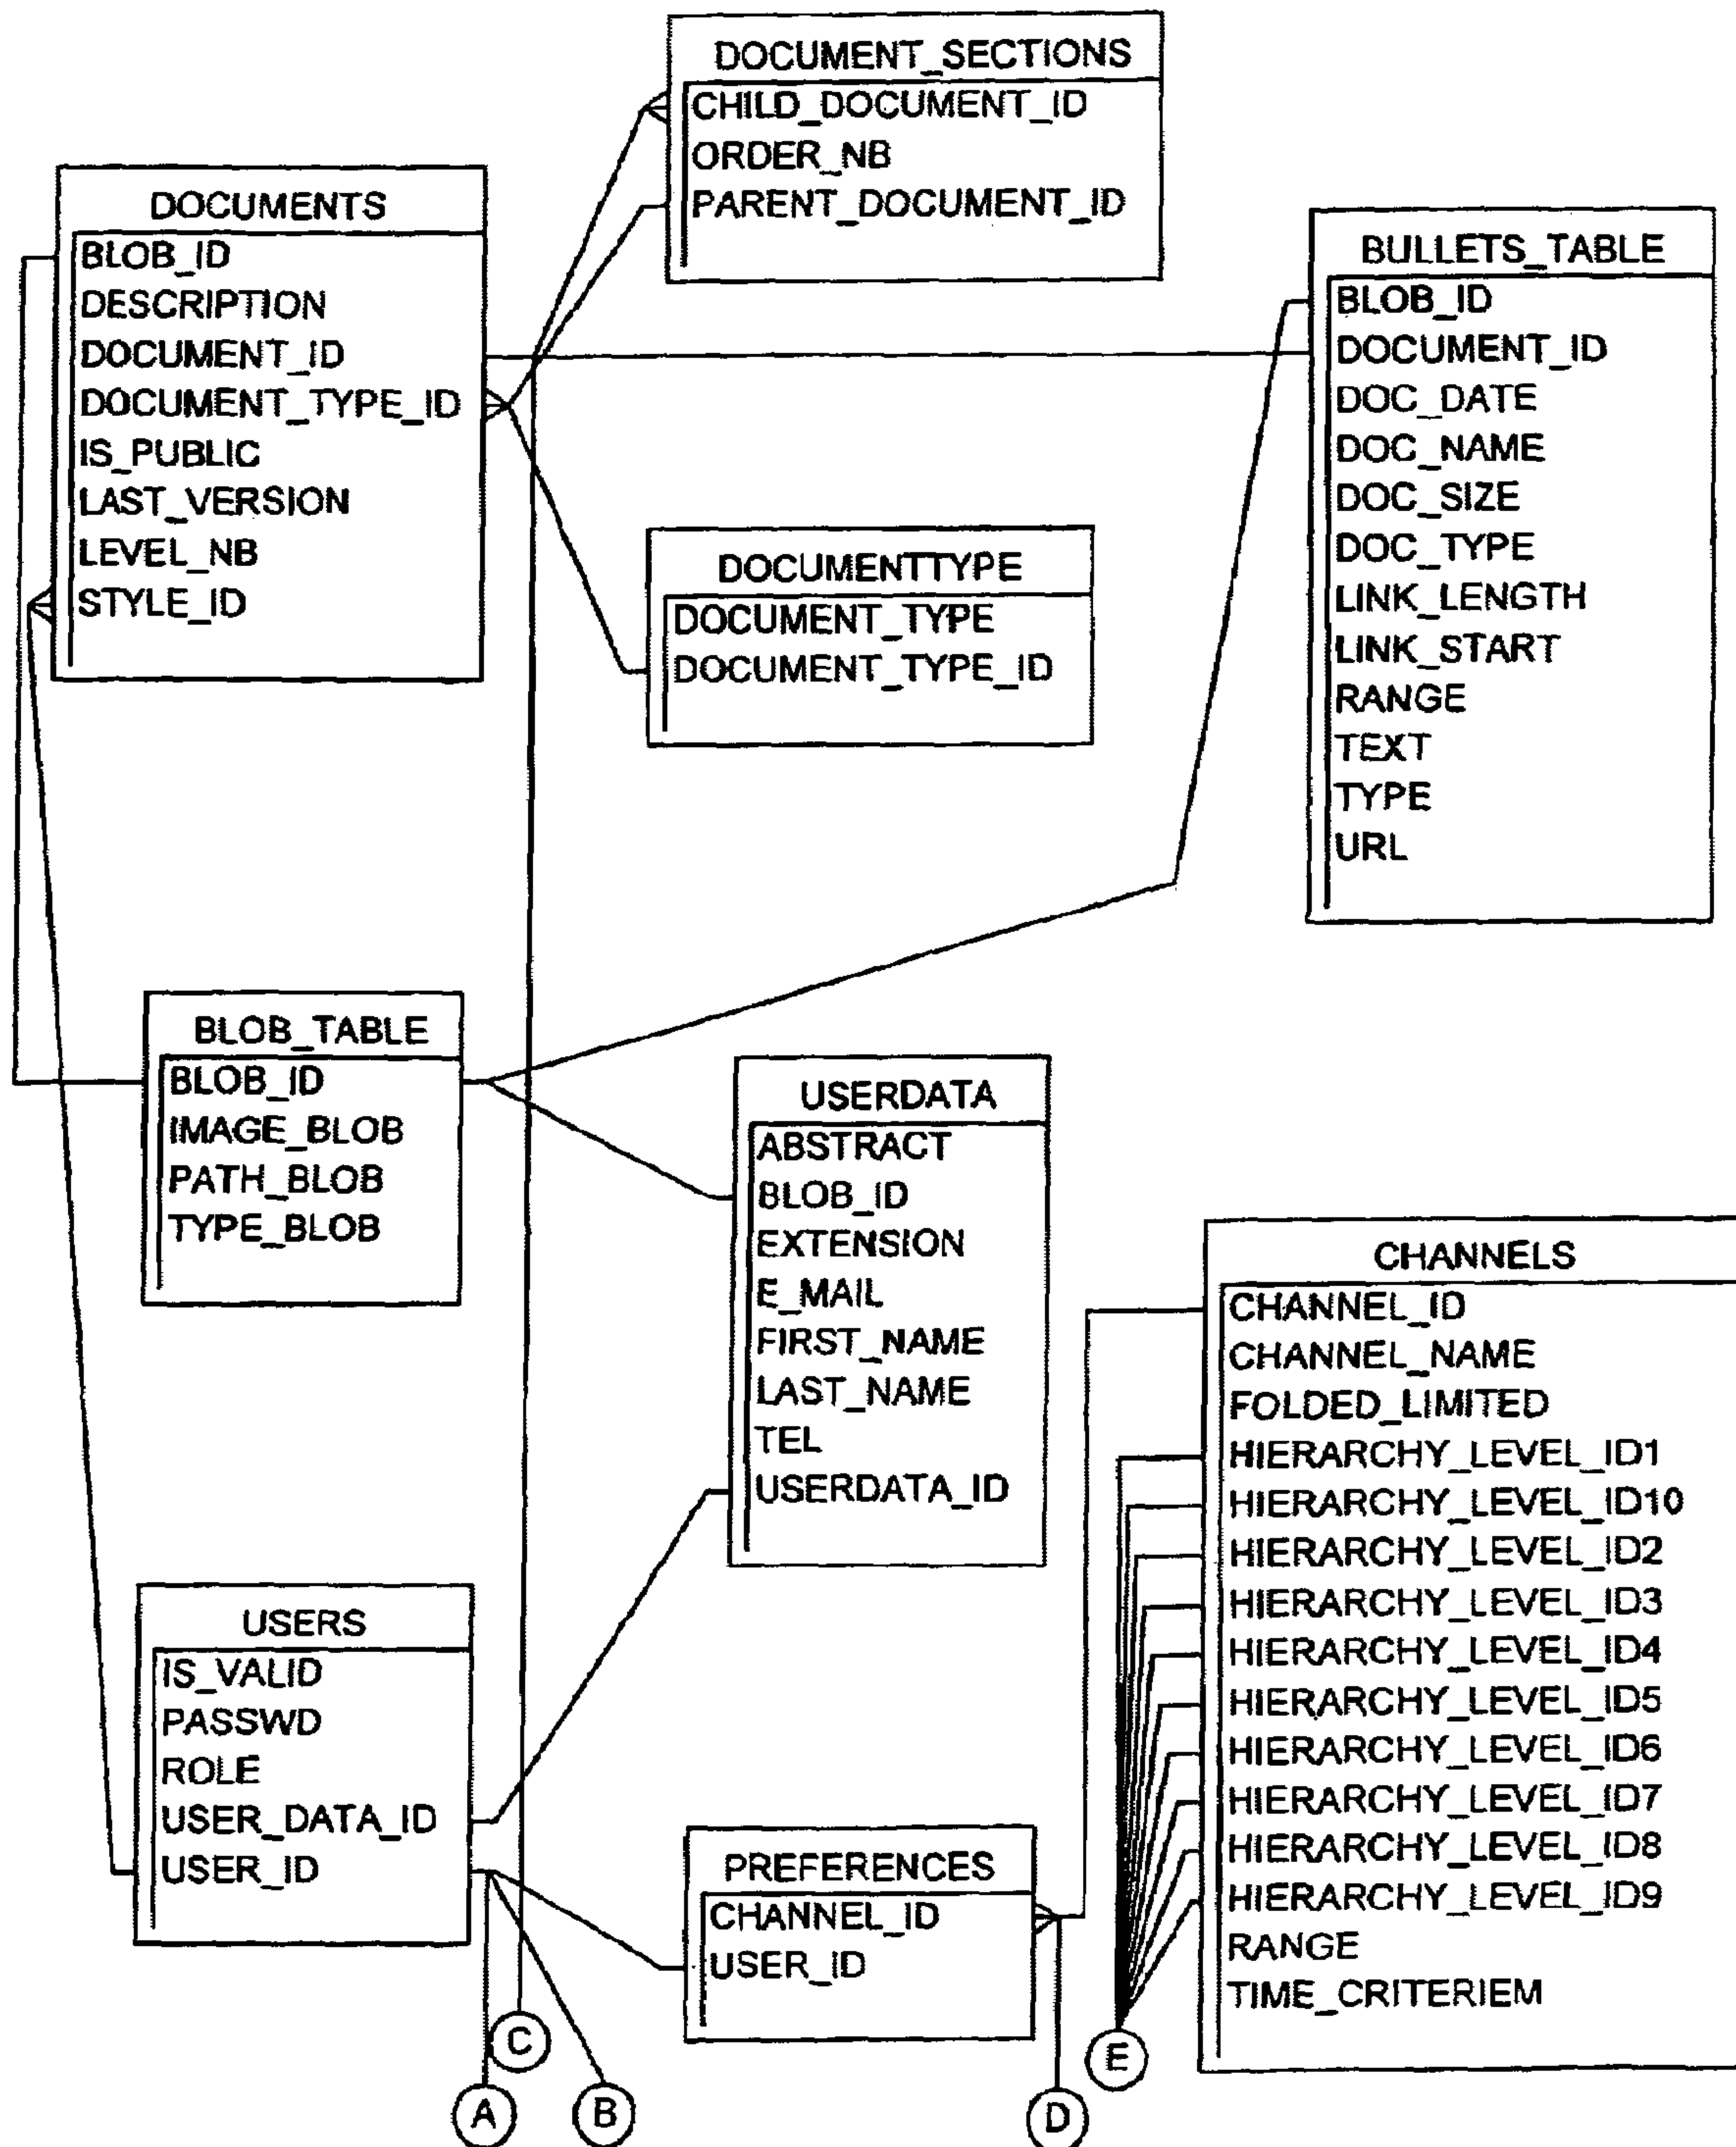 DOCUMENT_SECTIONS
CHILD_DOCUMENT_ID
ORDER_NB
PARENT_DOCUMENT_ID
DOCUMENTS
BLOB_ID
DESCRIPTION
DOCUMENT_ID
DOCUMENT_TYPE_ID
IS_PUBLIC
LAST_VERSION
LEVEL_NB
STYLE_ID
BULLETS_TABLE
BLOB_ID
DOCUMENT_ID
DOC_DATE
DOC_NAME
DOC_SIZE
DOC_TYPE
LINK_LENGTH
LINK_START
RANGE
TEXT
TYPE
URL
DOCUMENTTYPE
DOCUMENT_TYPE
DOCUMENT_TYPE_ID
BLOB_TABLE
BLOB_ID
IMAGE_BLOB
PATH_BLOB
TYPE_BLOB
USERDATA
ABSTRACT
BLOB_ID
EXTENSION
E_MAIL
FIRST_NAME
LAST_NAME
TEL
USERDATA_ID
CHANNELS
CHANNEL_ID
CHANNEL_NAME
FOLDED_LIMITED
HIERARCHY_LEVEL_ID1
HIERARCHY_LEVEL_ID10
HIERARCHY_LEVEL_ID2
HIERARCHY_LEVEL_ID3
HIERARCHY_LEVEL_ID4
HIERARCHY_LEVEL_ID5
HIERARCHY_LEVEL_ID6
HIERARCHY_LEVEL_ID7
HIERARCHY_LEVEL_ID8
HIERARCHY_LEVEL_ID9
RANGE
TIME_CRITERIEM
USERS
IS_VALID
PASSWD
ROLE
USER_DATA_ID
USER_ID
PREFERENCES
CHANNEL_ID
USER_ID
A
C
B
D
E